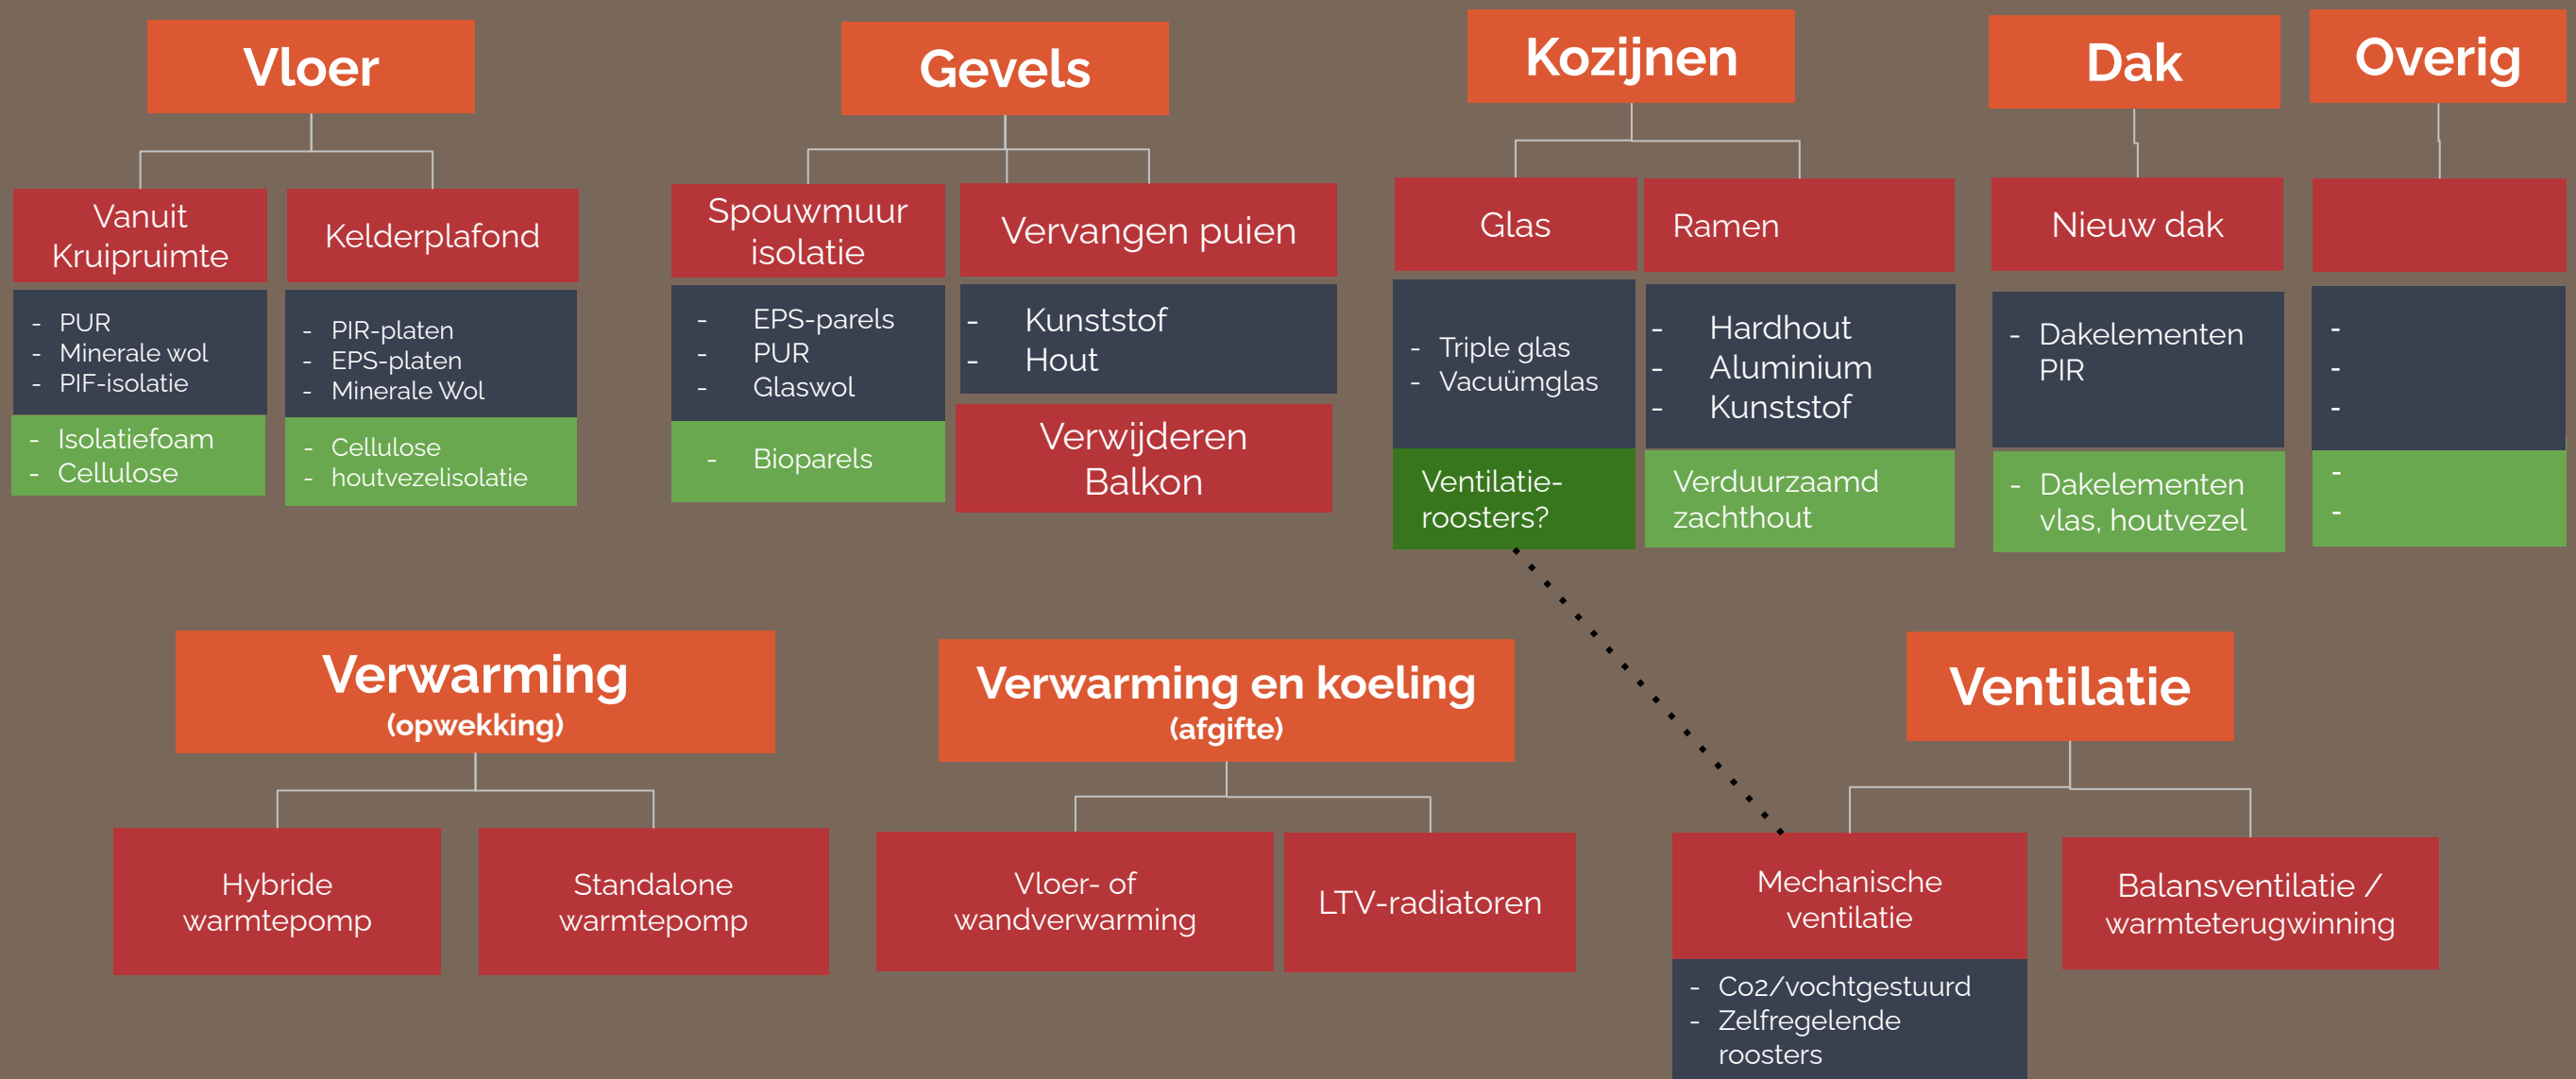 Vloer
Vanuit
Kruipruimte
- PUR
- Minerale wol
- PIF-isolatie
- Isolatiefoam
- Cellulose
Kelderplafond
- PIR-platen
- EPS-platen
- Minerale Wol
- Cellulose
- houtvezelisolatie
Gevels
Spouwmuur
isolatie
- EPS-parels
- PUR
- Glaswol
- Bioparels
Vervangen puien
- Kunststof
- Hout
Verwijderen
Balkon
Kozijnen
Glas
- Triple glas
- Vacuümglas
Ventilatie-
roosters?
Ramen
- Hardhout
- Aluminium
- Kunststof
Verduurzaamd
zachthout
Dak
Nieuw dak
- Dakelementen
PIR
- Dakelementen
vlas, houtvezel
Overig
-
-
-
-
-
Verwarming
(opwekking)
Hybride
warmtepomp
Standalone
warmtepomp
Verwarming en koeling
(afgifte)
Vloer- of
wandverwarming
LTV-radiatoren
Ventilatie
Mechanische
ventilatie
- Co2/vochtgestuurd
- Zelfregelende
roosters
Balansventilatie /
warmteterugwinning